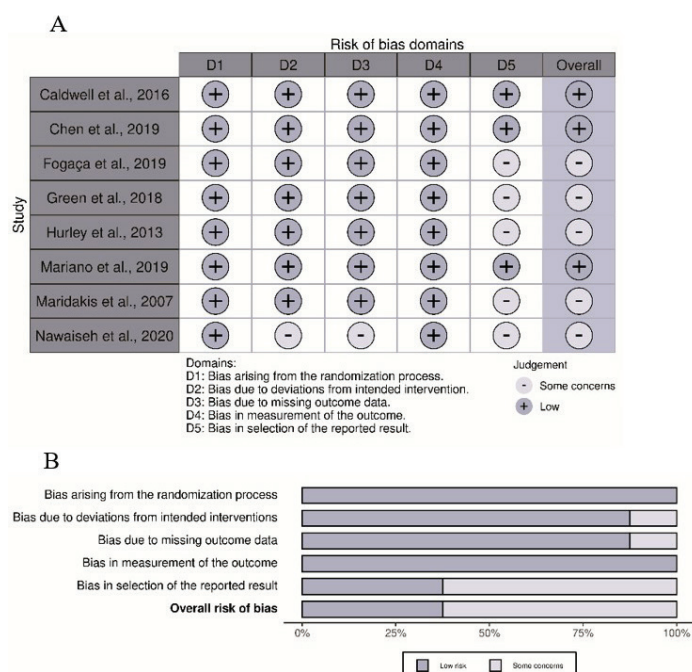 A
Risk of bias domains
D1 D2 D3 D4 D5 Overall
Study
Caldwell et al., 2016 + + + + + +
Chen et al., 2019 + + + + + +
Fogaça et al., 2019 + + + + - -
Green et al., 2018 + + + + - -
Hurley et al., 2013 + + + + - -
Mariano et al., 2019 + + + + + +
Maridakis et al., 2007 + + + + - -
Nawaiseh et al., 2020 + - - + - -
Domains:
D1: Bias arising from the randomization process.
D2: Bias due to deviations from intended intervention.
D3: Bias due to missing outcome data.
D4: Bias in measurement of the outcome.
D5: Bias in selection of the reported result.
Judgement
- Some concerns
+ Low
B
Bias arising from the randomization process
Bias due to deviations from intended interventions
Bias due to missing outcome data
Bias in measurement of the outcome
Bias in selection of the reported result
Overall risk of bias
0% 25% 50% 75% 100%
Low risk Some concerns